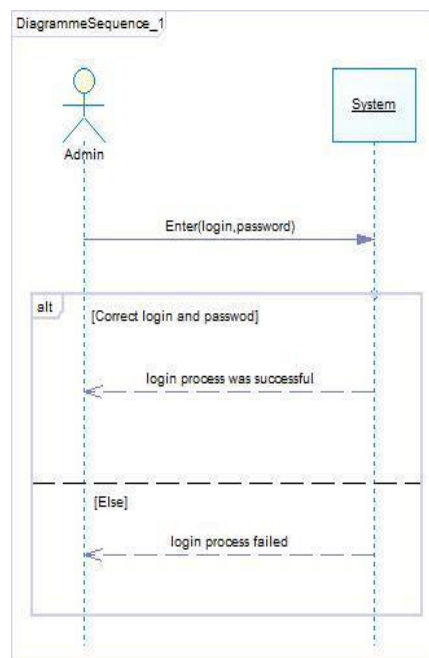 DiagrammeSequence_1
System
Admin
Enter(login,password)
alt
[Correct login and passwod]
login process was successful
[Else]
login process failed